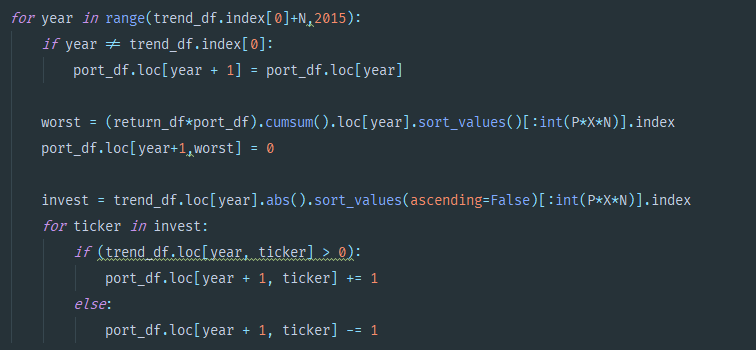 for year in range(trend_df.index[0]+N,2015):
    if year ≠ trend_df.index[0]:
        port_df.loc[year + 1] = port_df.loc[year]

    worst = (return_df*port_df).cumsum().loc[year].sort_values()[:int(P*X*N)].index
    port_df.loc[year+1,worst] = 0

    invest = trend_df.loc[year].abs().sort_values(ascending=False)[:int(P*X*N)].index
    for ticker in invest:
        if (trend_df.loc[year, ticker] > 0):
            port_df.loc[year + 1, ticker] += 1
        else:
            port_df.loc[year + 1, ticker] -= 1